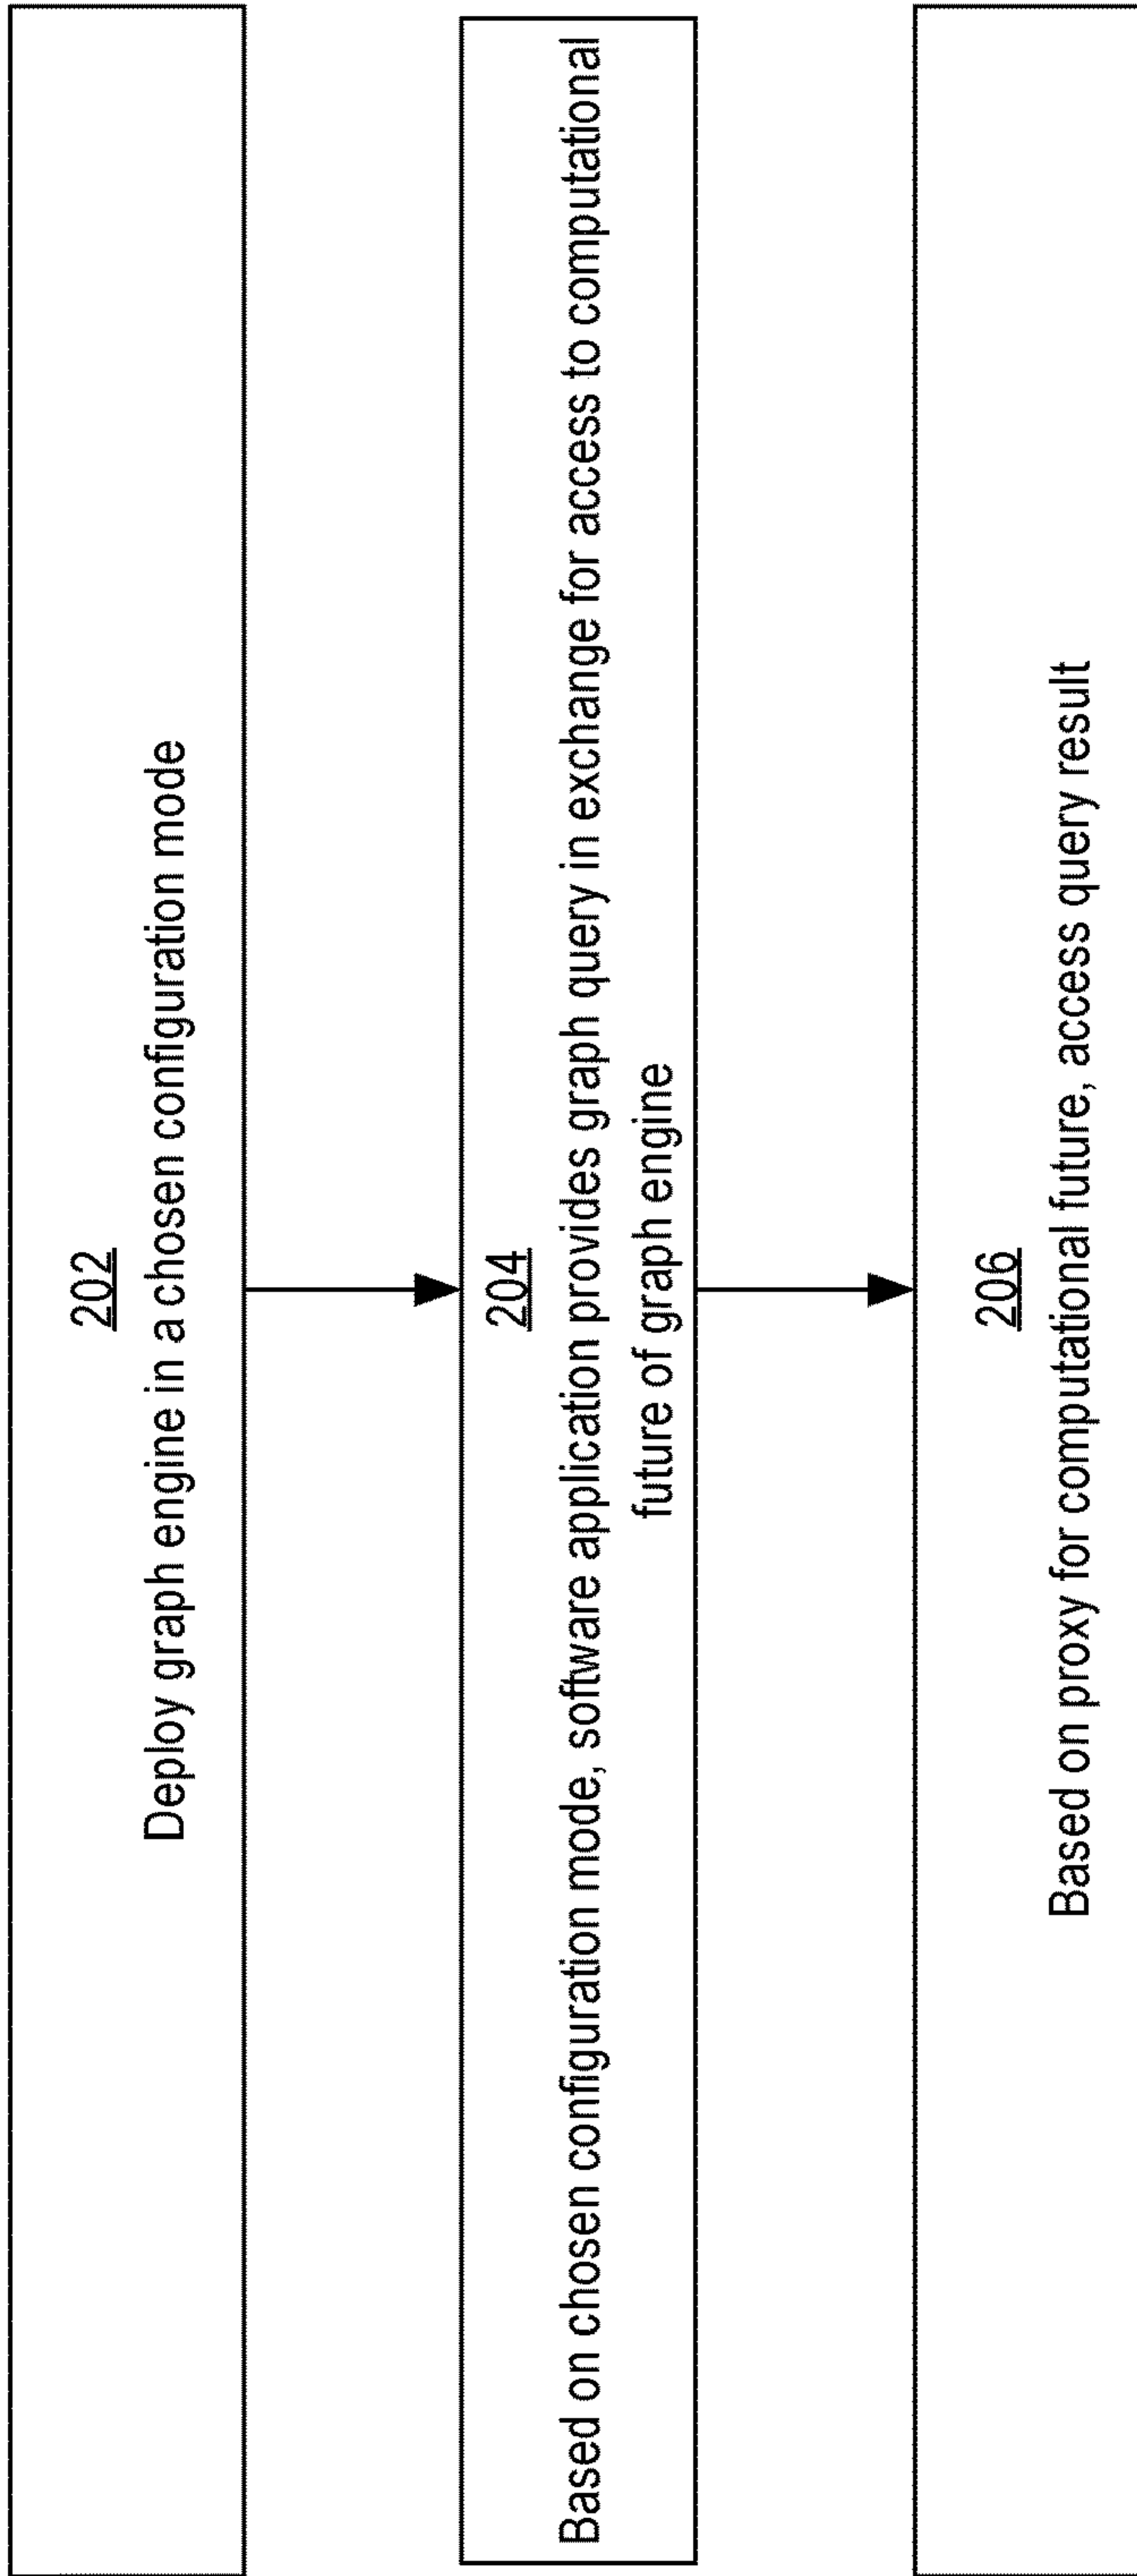 202
Deploy graph engine in a chosen configuration mode
204
Based on chosen configuration mode, software application provides graph query in exchange for access to computational
future of graph engine
206
Based on proxy for computational future, access query result